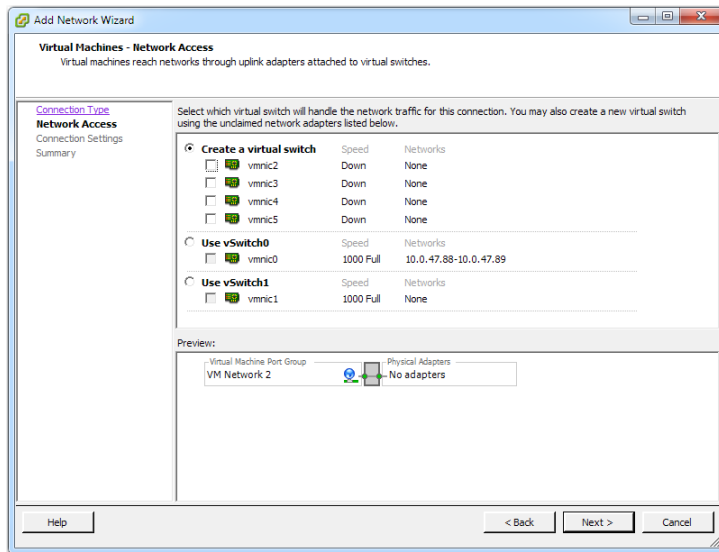 Add Network Wizard
Virtual Machines - Network Access
Virtual machines reach networks through uplink adapters attached to virtual switches.
Connection Type
Network Access
Connection Settings
Summary
Select which virtual switch will handle the network traffic for this connection. You may also create a new virtual switch
using the unclaimed network adapters listed below.
Create a virtual switch Speed Networks
vmnic2 Down None
vmnic3 Down None
vmnic4 Down None
vmnic5 Down None
Use vSwitch0 Speed Networks
vmnic0 1000 Full 10.0.47.88-10.0.47.89
Use vSwitch1 Speed Networks
vmnic1 1000 Full None
Preview:
Virtual Machine Port Group Physical Adapters
VM Network 2 No adapters
Help < Back Next > Cancel